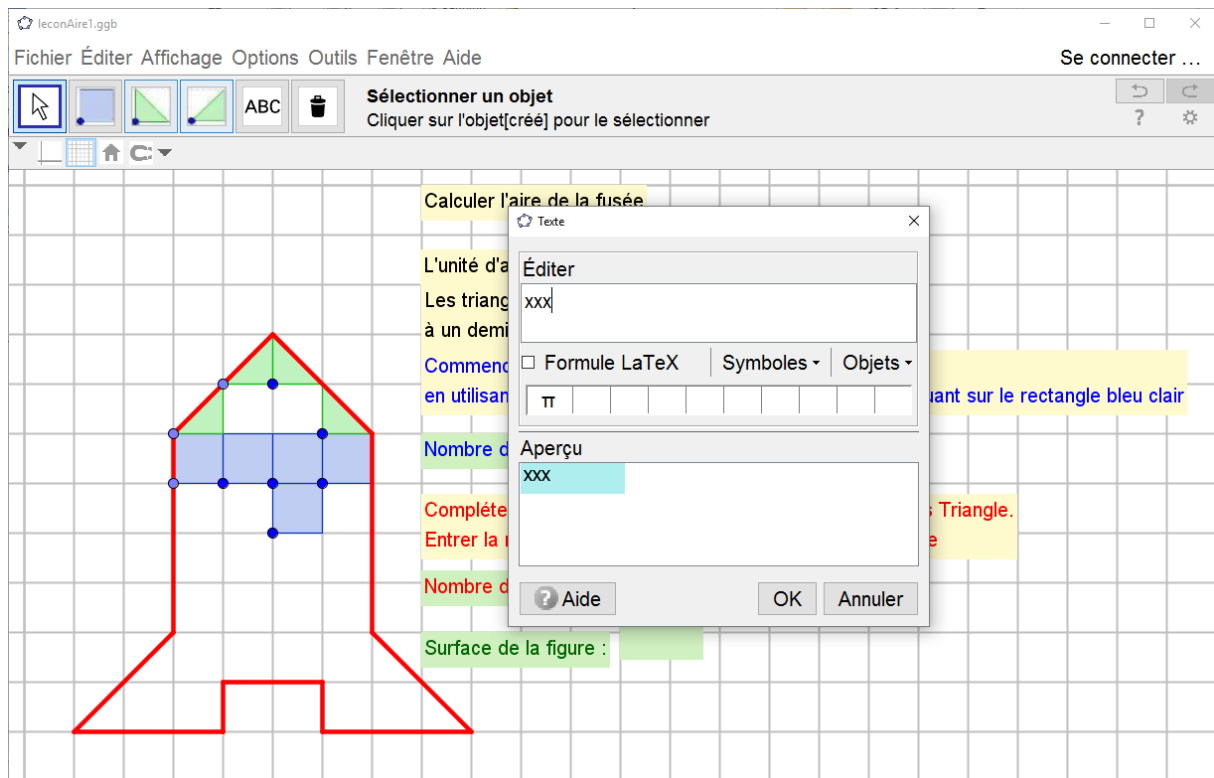 leconAire1.ggb
Fichier Éditer Affichage Options Outils Fenêtre Aide
Se connecter ...
ABC
Sélectionner un objet
Cliquer sur l'objet[créé] pour le sélectionner
?
Calculer l'aire de la fusée
Texte
L'unité d'a
Éditer
Les triang
xxx
à un demi
Commenc
Formule LaTeX
Symboles
Objets
en utilisan
uant sur le rectangle bleu clair
π
Nombre d
Aperçu
xxx
Compléte
s Triangle.
Entrer la
e
Nombre d
Aide
OK
Annuler
Surface de la figure :